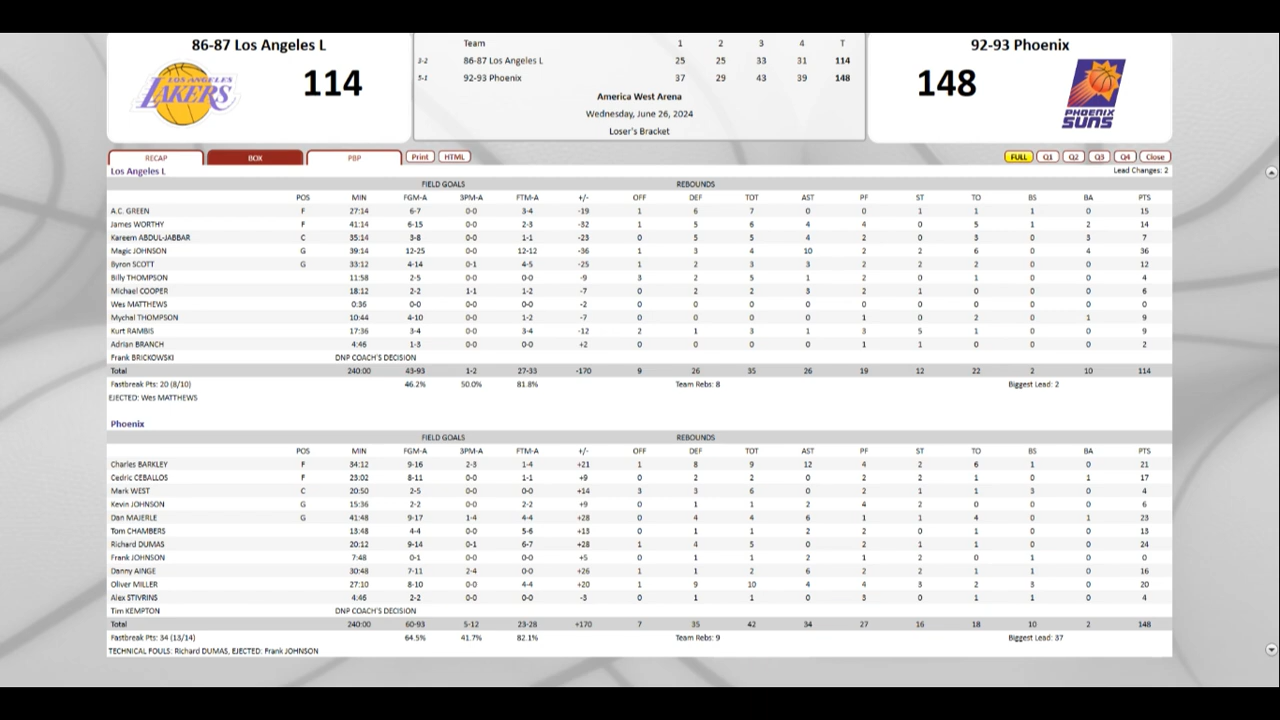 86-87 Los Angeles L
LOS ANGELES
LAKERS
114
Team 1 2 3 4 T
3-2 86-87 Los Angeles L 25 25 33 31 114
5-1 92-93 Phoenix 37 29 43 39 148
America West Arena
Wednesday, June 26, 2024
Loser's Bracket
92-93 Phoenix
148
PHOENIX
SUNS
RECAP BOX PBP Print HTML FULL Q1 Q2 Q3 Q4 Close
Los Angeles L Lead Changes: 2
FIELD GOALS REBOUNDS
POS MIN FGM-A 3PM-A FTM-A +/- OFF DEF TOT AST PF ST TO BS BA PTS
A.C. GREEN F 27:14 6-7 0-0 3-4 -19 1 6 7 0 0 1 1 1 0 15
James WORTHY F 41:14 6-15 0-0 2-3 -32 1 5 6 4 4 0 5 1 2 14
Kareem ABDUL-JABBAR C 35:14 3-8 0-0 1-1 -23 0 5 5 4 2 0 3 0 3 7
Magic JOHNSON G 39:14 12-25 0-0 12-12 -36 1 3 4 10 2 2 6 0 4 36
Byron SCOTT G 33:12 4-14 0-1 4-5 -25 1 2 3 3 2 2 2 0 0 12
Billy THOMPSON 11:58 2-5 0-0 0-0 -9 3 2 5 1 2 0 1 0 0 4
Michael COOPER 18:12 2-2 1-1 1-2 -7 0 2 2 3 2 1 0 0 0 6
Wes MATTHEWS 0:36 0-0 0-0 0-0 -2 0 0 0 0 0 0 0 0 0 0
Mychal THOMPSON 10:44 4-10 0-0 1-2 -7 0 0 0 0 1 0 2 0 1 9
Kurt RAMBIS 17:36 3-4 0-0 3-4 -12 2 1 3 1 3 5 1 0 0 9
Adrian BRANCH 4:46 1-3 0-0 0-0 +2 0 0 0 0 1 1 0 0 0 2
Frank BRICKOWSKI DNP COACH'S DECISION
Total 240:00 43-93 1-2 27-33 -170 9 26 35 26 19 12 22 2 10 114
Fastbreak Pts: 20 (8/10) 46.2% 50.0% 81.8% Team Rebs: 8 Biggest Lead: 2
EJECTED: Wes MATTHEWS
Phoenix
FIELD GOALS REBOUNDS
POS MIN FGM-A 3PM-A FTM-A +/- OFF DEF TOT AST PF ST TO BS BA PTS
Charles BARKLEY F 34:12 9-16 2-3 1-4 +21 1 8 9 12 4 2 6 1 0 21
Cedric CEBALLOS F 23:02 8-11 0-0 1-1 +9 0 2 2 0 2 2 1 0 1 17
Mark WEST C 20:50 2-5 0-0 0-0 +14 3 3 6 0 2 1 1 3 0 4
Kevin JOHNSON G 15:36 2-2 0-0 2-2 +9 0 1 1 2 4 2 0 0 0 6
Dan MAJERLE G 41:48 9-17 1-4 4-4 +28 0 4 4 6 1 1 4 0 1 23
Tom CHAMBERS 13:48 4-4 0-0 5-6 +13 0 1 1 2 2 0 1 0 0 13
Richard DUMAS 20:12 9-14 0-1 6-7 +28 1 4 5 0 2 1 1 1 0 24
Frank JOHNSON 7:48 0-1 0-0 0-0 +5 0 1 1 2 1 2 0 1 0 0
Danny AINGE 30:48 7-11 2-4 0-0 +26 1 1 2 6 2 2 1 0 0 16
Oliver MILLER 27:10 8-10 0-0 4-4 +20 1 9 10 4 4 3 2 3 0 20
Alex STIVRINS 4:46 2-2 0-0 0-0 -3 0 1 1 0 3 0 1 1 0 4
Tim KEMPTON DNP COACH'S DECISION
Total 240:00 60-93 5-12 23-28 +170 7 35 42 34 27 16 18 10 2 148
Fastbreak Pts: 34 (13/14) 64.5% 41.7% 82.1% Team Rebs: 9 Biggest Lead: 37
TECHNICAL FOULS: Richard DUMAS, EJECTED: Frank JOHNSON